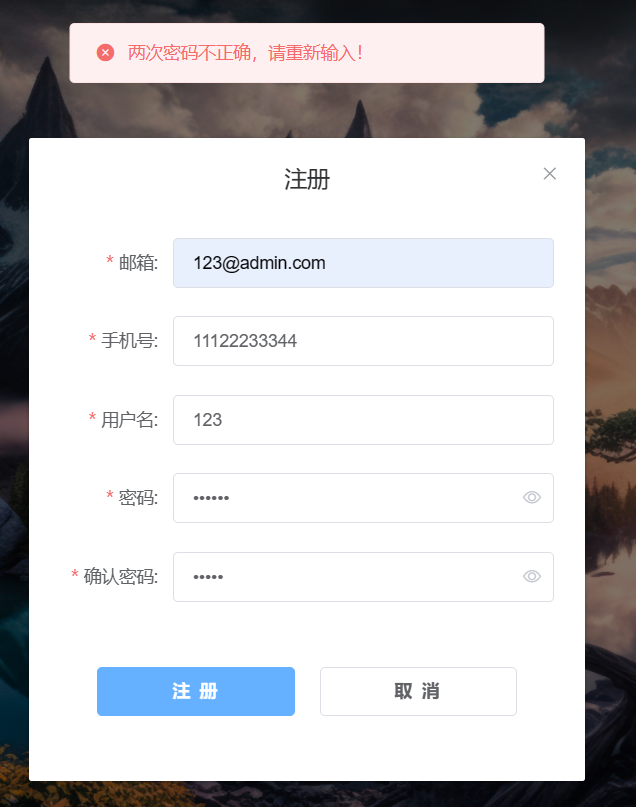 两次密码不正确，请重新输入！
注册
* 邮箱: 123@admin.com
* 手机号: 11122233344
* 用户名: 123
* 密码: ••••••
* 确认密码: •••••
注 册 取 消